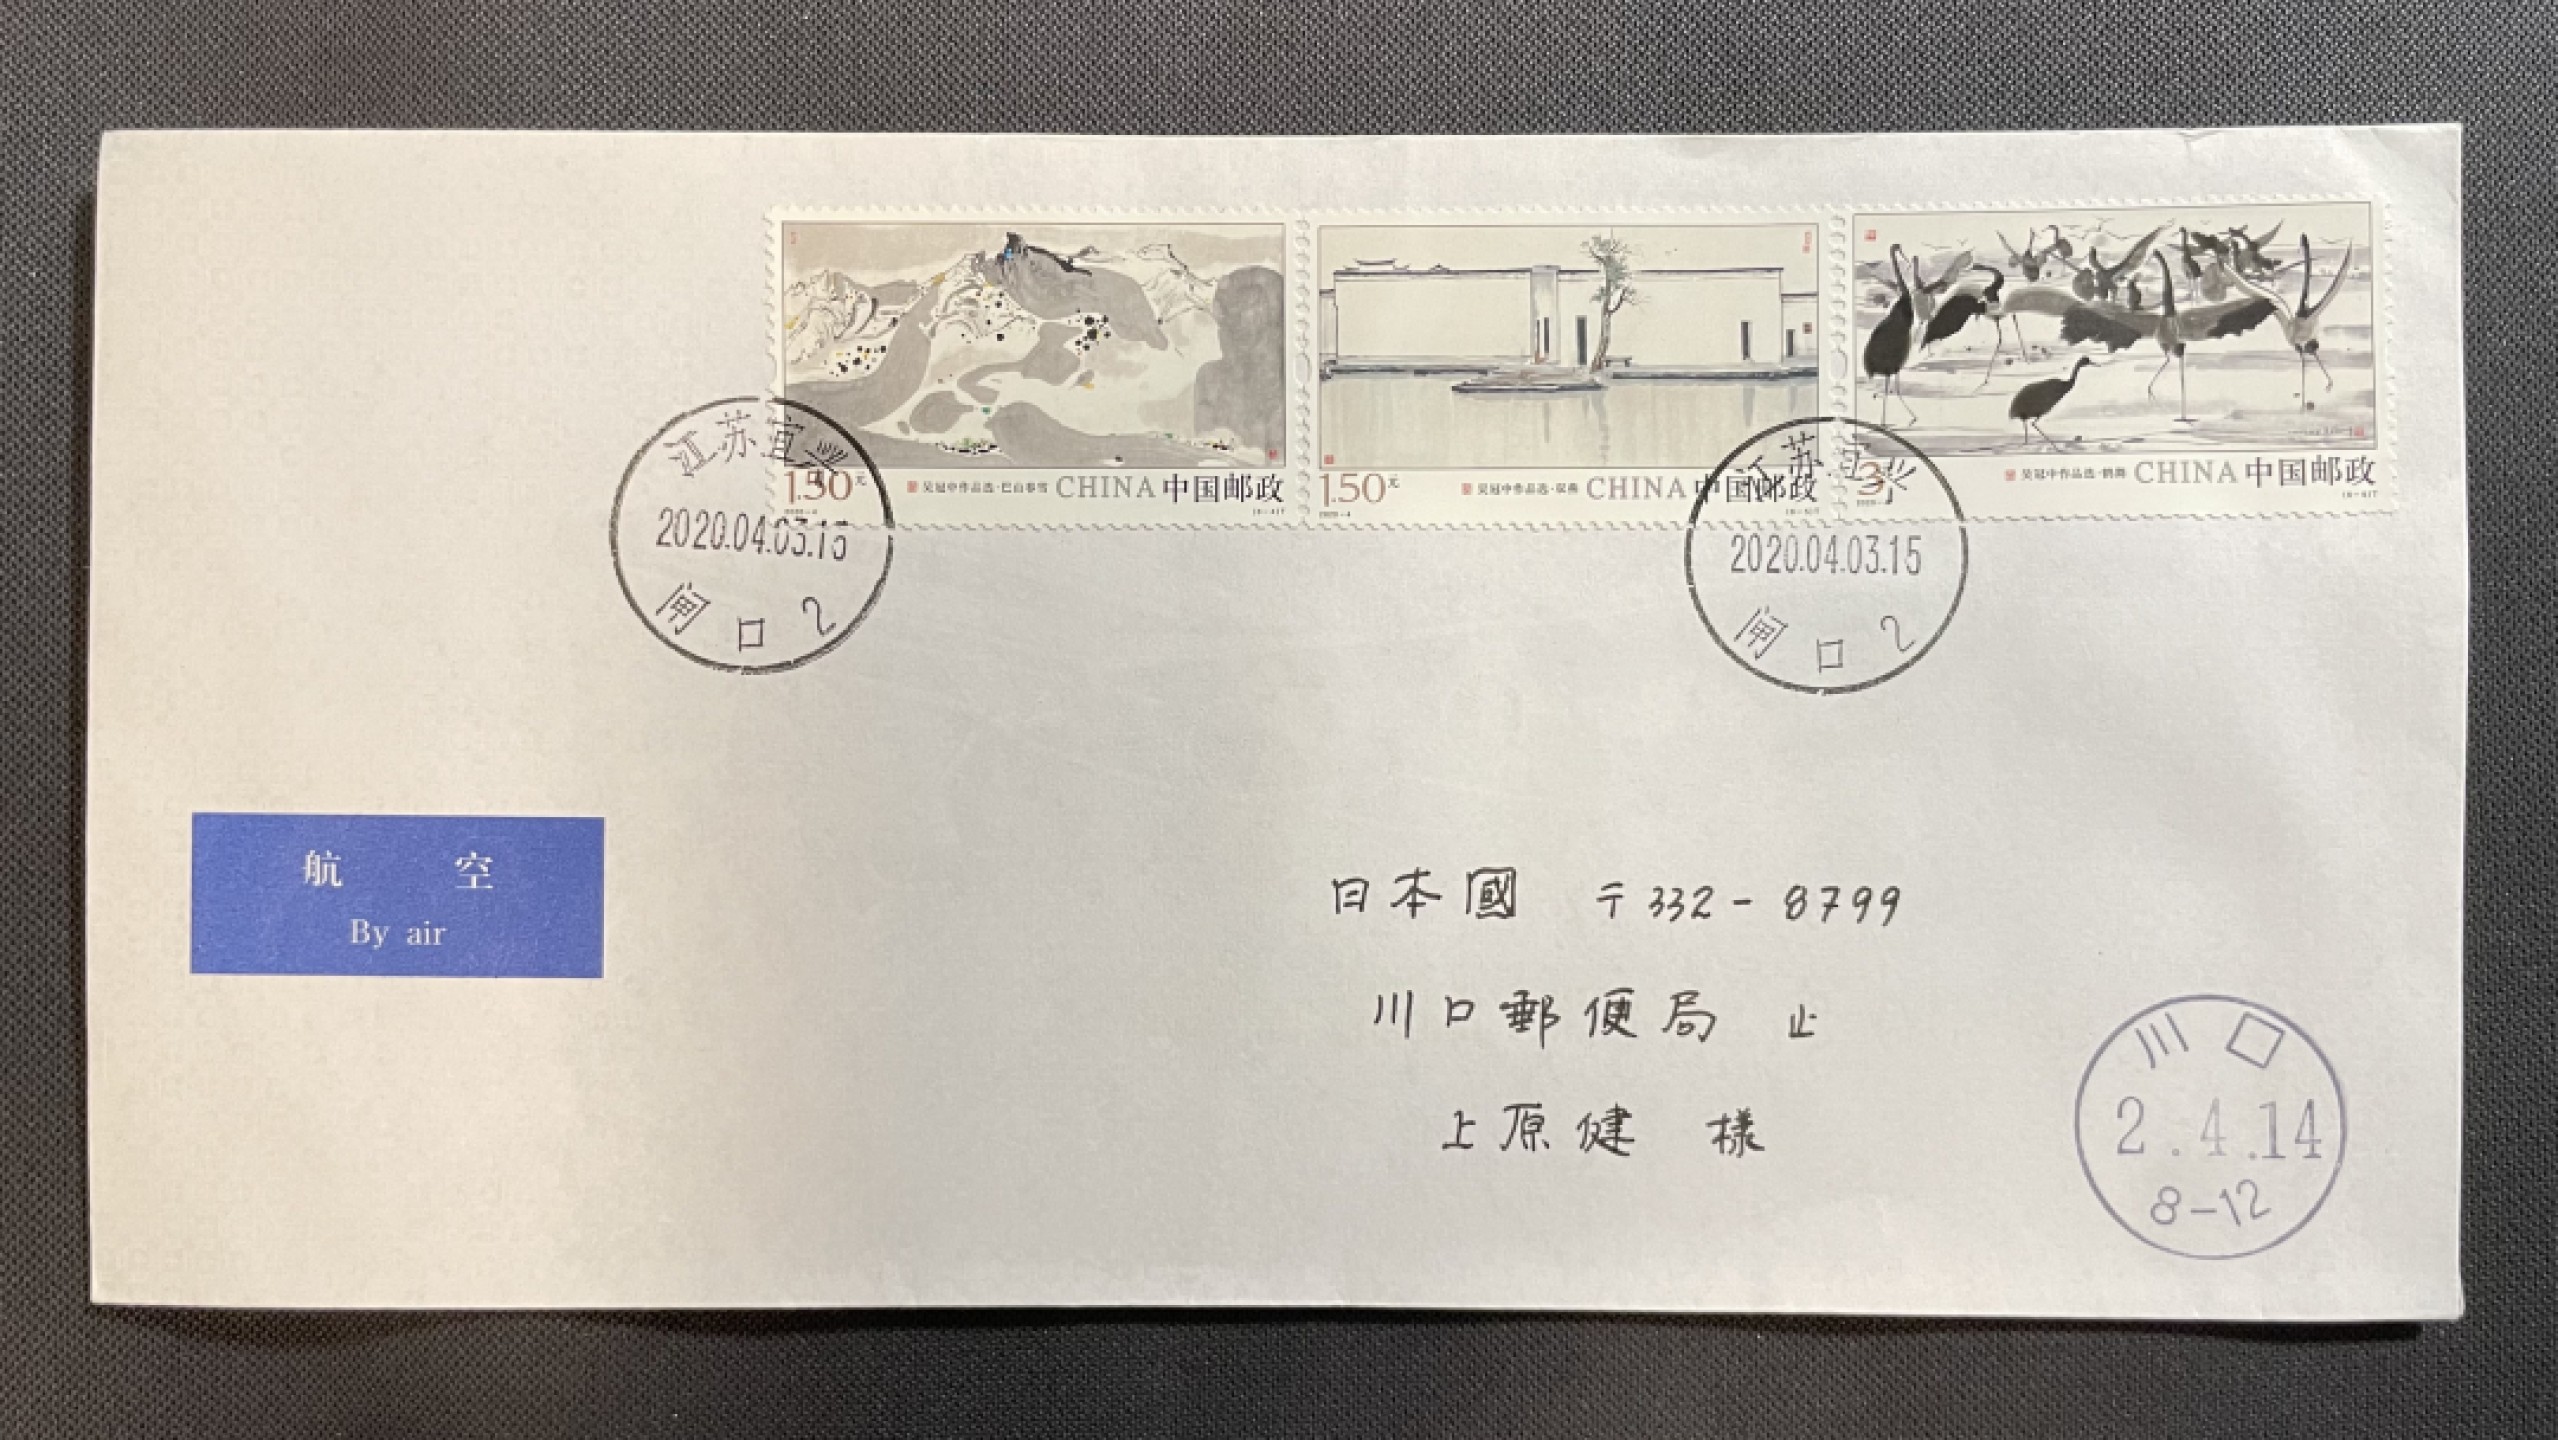 1.50元 吴冠中作品选·巴山春雪 CHINA 中国邮政
1.50元 吴冠中作品选·双燕 CHINA 中国邮政
3 吴冠中作品选·鹤舞 CHINA 中国邮政
2020-4
2020-4
江苏宜兴
2020.04.03.15
闸口2
江苏宜兴
2020.04.03.15
闸口2
航空
By air
日本國 〒332-8799
川口郵便局 止
上原健 様
川口
2.4.14
8-12